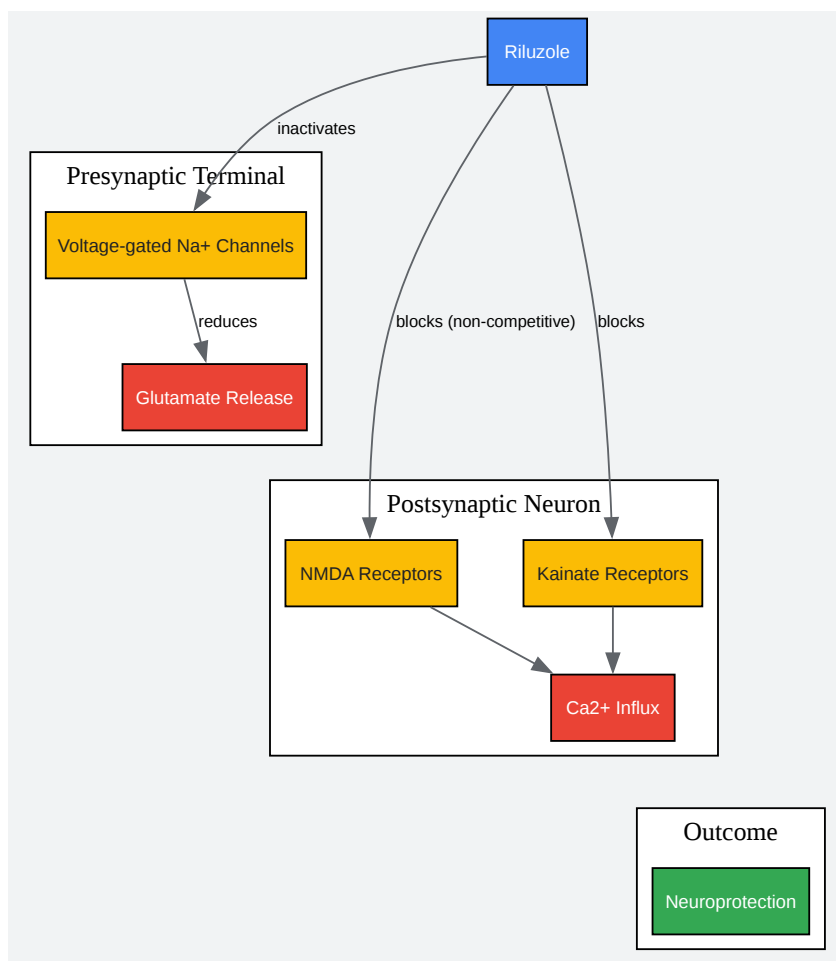 Riluzole
inactivates
Presynaptic Terminal
Voltage-gated Na+ Channels
reduces
blocks (non-competitive)
blocks
Glutamate Release
Postsynaptic Neuron
NMDA Receptors
Kainate Receptors
Ca2+ Influx
Outcome
Neuroprotection